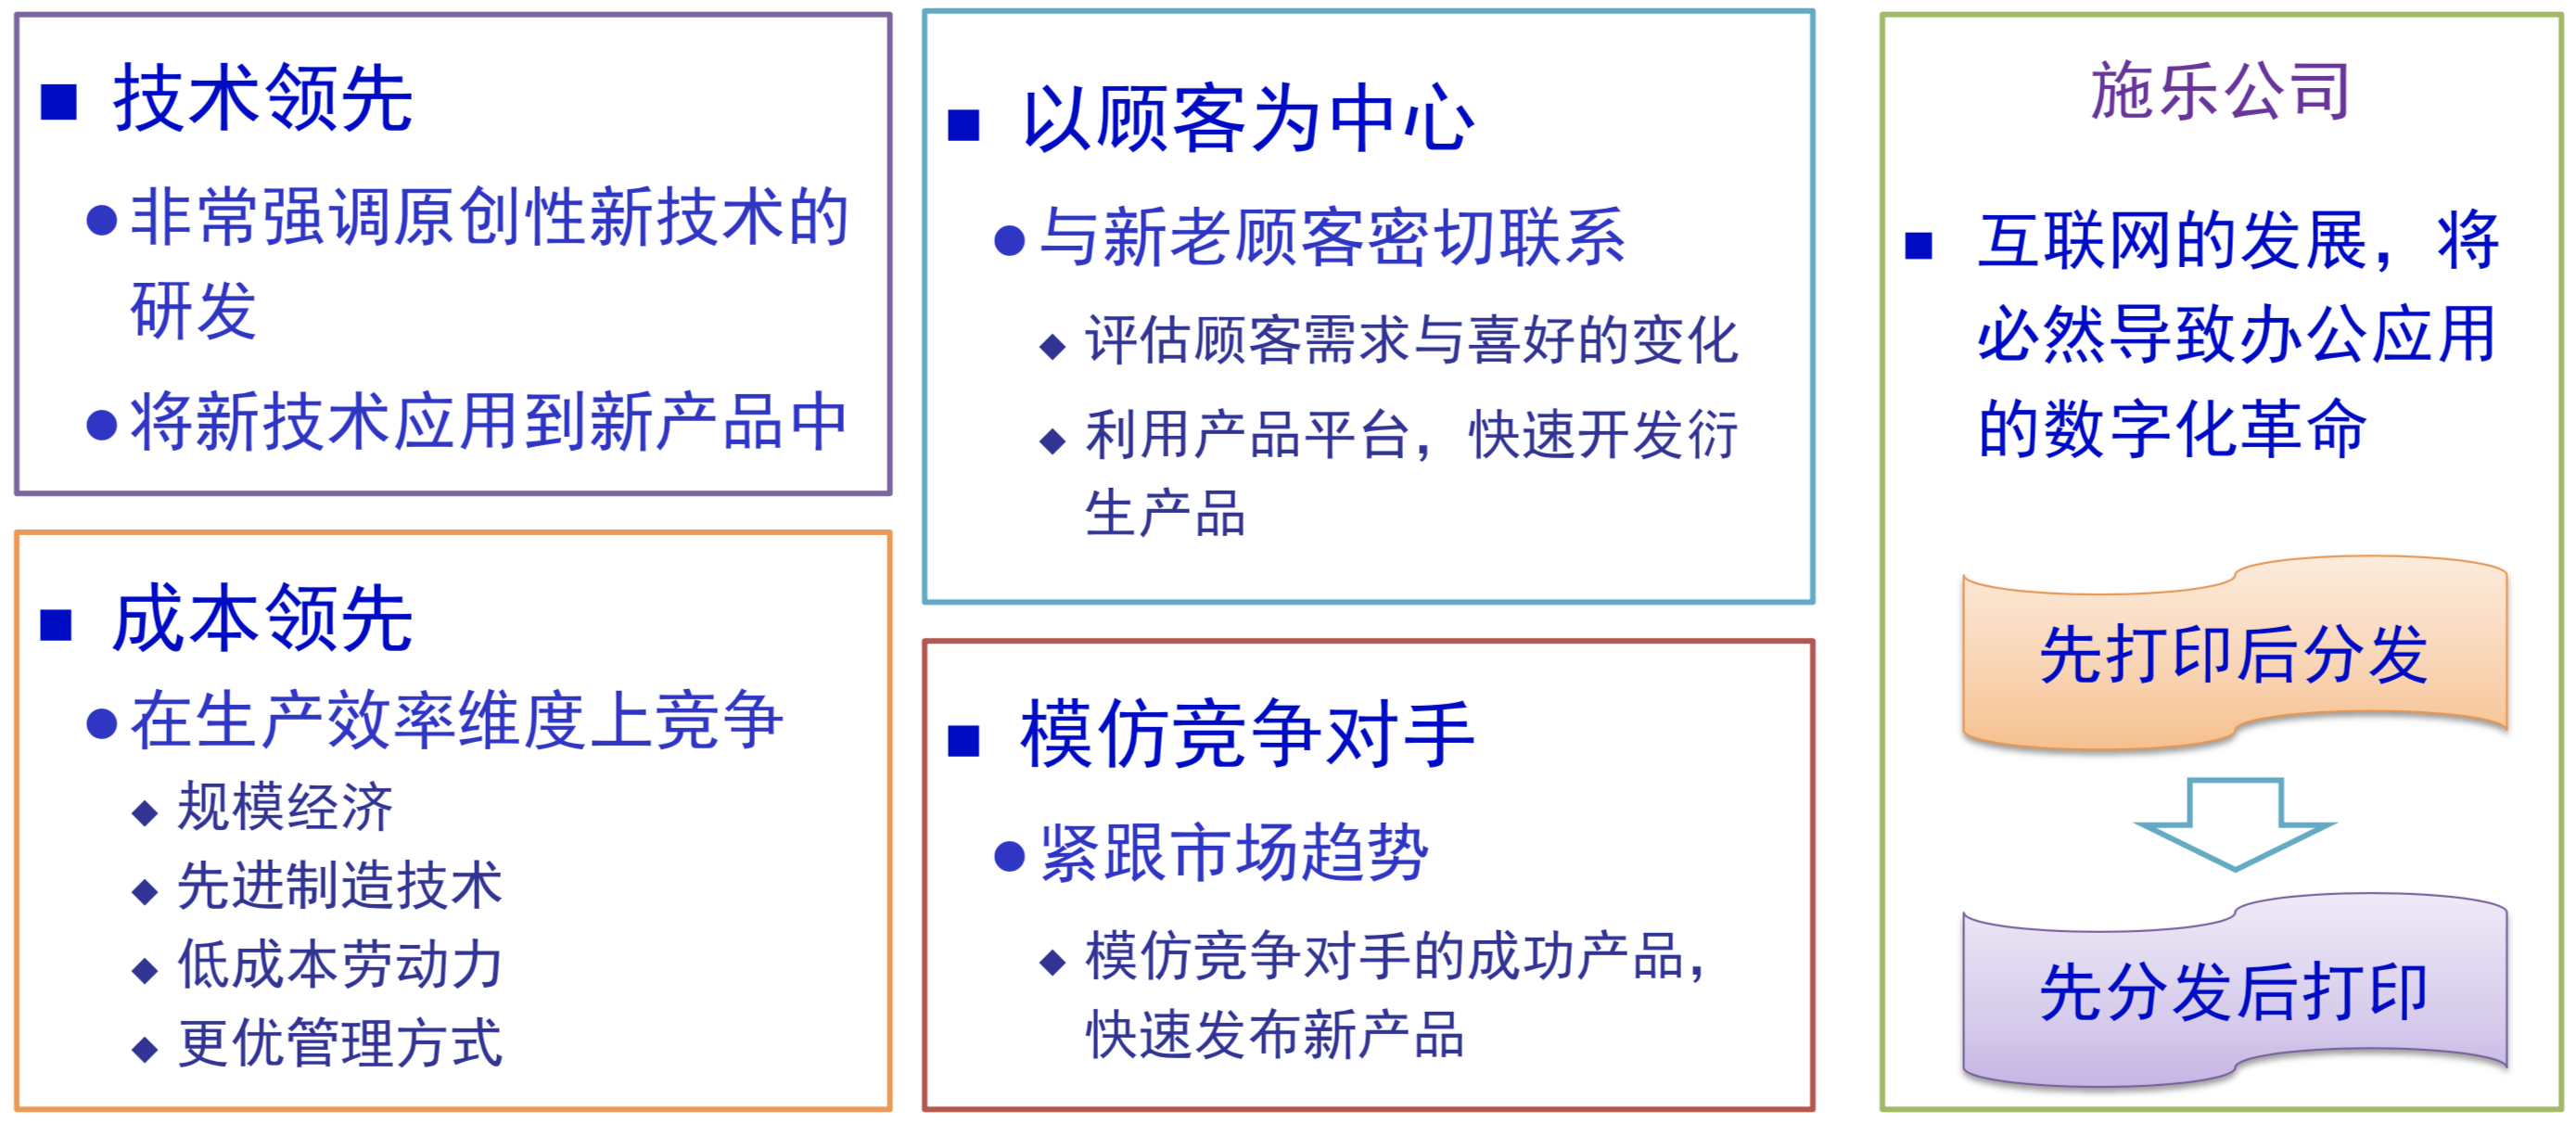 技术领先
非常强调原创性新技术的
研发
将新技术应用到新产品中
成本领先
在生产效率维度上竞争
规模经济
先进制造技术
低成本劳动力
更优管理方式
以顾客为中心
与新老顾客密切联系
评估顾客需求与喜好的变化
利用产品平台，快速开发衍
生产品
模仿竞争对手
紧跟市场趋势
模仿竞争对手的成功产品，
快速发布新产品
施乐公司
互联网的发展，将
必然导致办公应用
的数字化革命
先打印后分发
先分发后打印